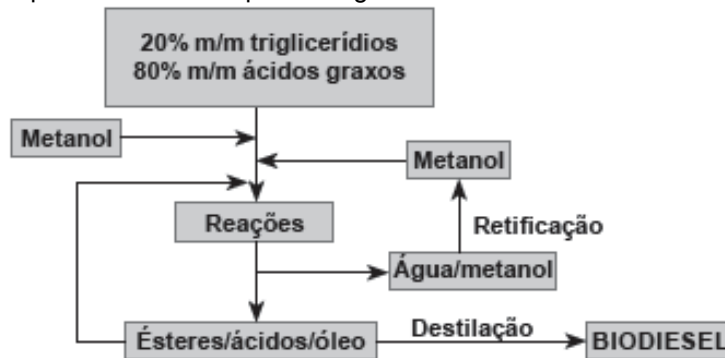 20% m/m triglicerídios
80% m/m ácidos graxos
Metanol
Metanol
Reações
Retificação
Água/metanol
Ésteres/ácidos/óleo
Destilação
BIODIESEL